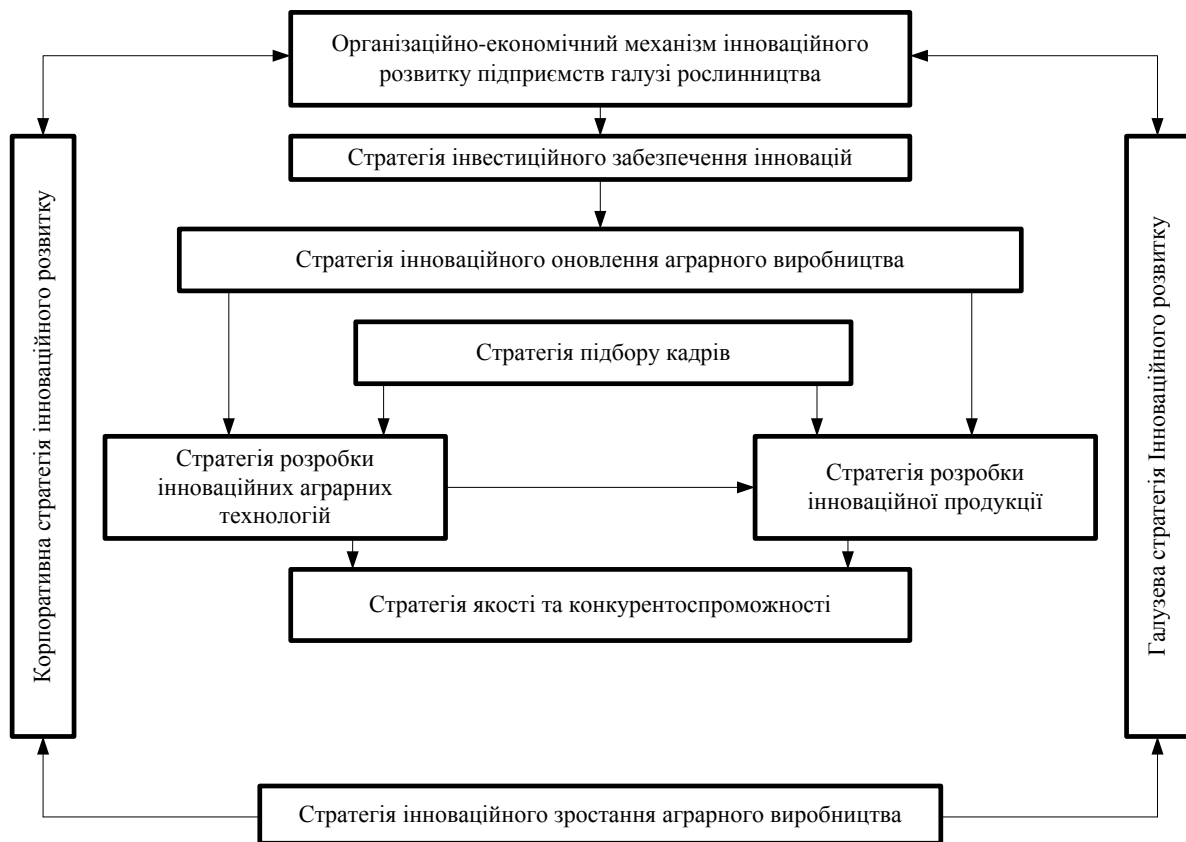 Організаційно-економічний механізм інноваційного
розвитку підприємств галузі рослинництва
Стратегія інвестиційного забезпечення інновацій
Стратегія інноваційного оновлення аграрного виробництва
Стратегія підбору кадрів
Стратегія розробки
інноваційних аграрних
технологій
Стратегія розробки
інноваційної продукції
Стратегія якості та конкурентоспроможності
Корпоративна стратегія інноваційного розвитку
Галузева стратегія Інноваційного розвитку
Стратегія інноваційного зростання аграрного виробництва